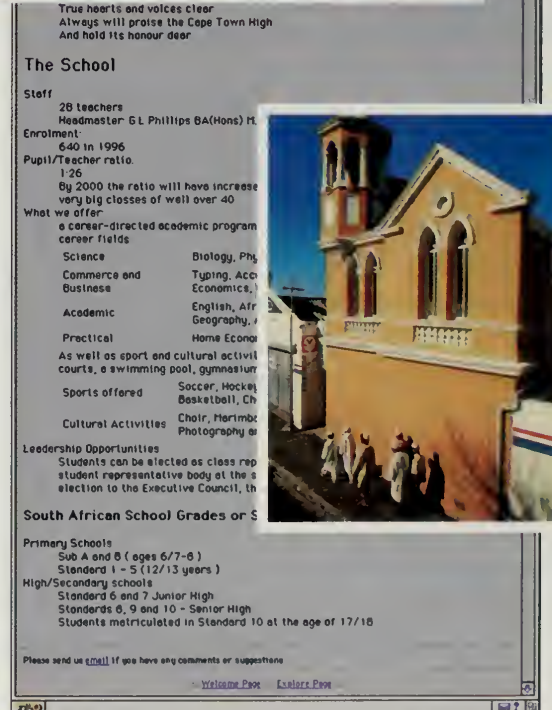 True hearts and voices clear
Always will praise the Cape Town High
And hold its honour dear
The School
Staff
28 teachers
Headmaster G L Phillips BA(Hons)
Enrolment:
640 in 1996
Pupil/Teacher ratio.
1:26
By 2000 the ratio will have increase
very big classes of well over 40
What we offer
a career-directed academic program
career fields
Science Biology, Phy
Commerce and Typing, Acc
Business Economics,
Academic English, Afr
Geography,
Practical Home Econo
As well as sport and cultural activit
courts, a swimming pool, gymnasium
Sports offered Soccer, Hockey
Basketball, Ch
Cultural Activities Choir, Marimba
Photography a
Leadership Opportunities
Students can be elected as class rep
student representative body at the s
election to the Executive Council, th
South African School Grades or S
Primary Schools
Sub A and B ( ages 6/7-8 )
Standard 1 - 5 (12/13 years )
High/Secondary schools
Standard 6 and 7 Junior High
Standards 8, 9 and 10 - Senior High
Students matriculated in Standard 10 at the age of 17/18
Please send us email if you have any comments or suggestions
Welcome Page Explore Page